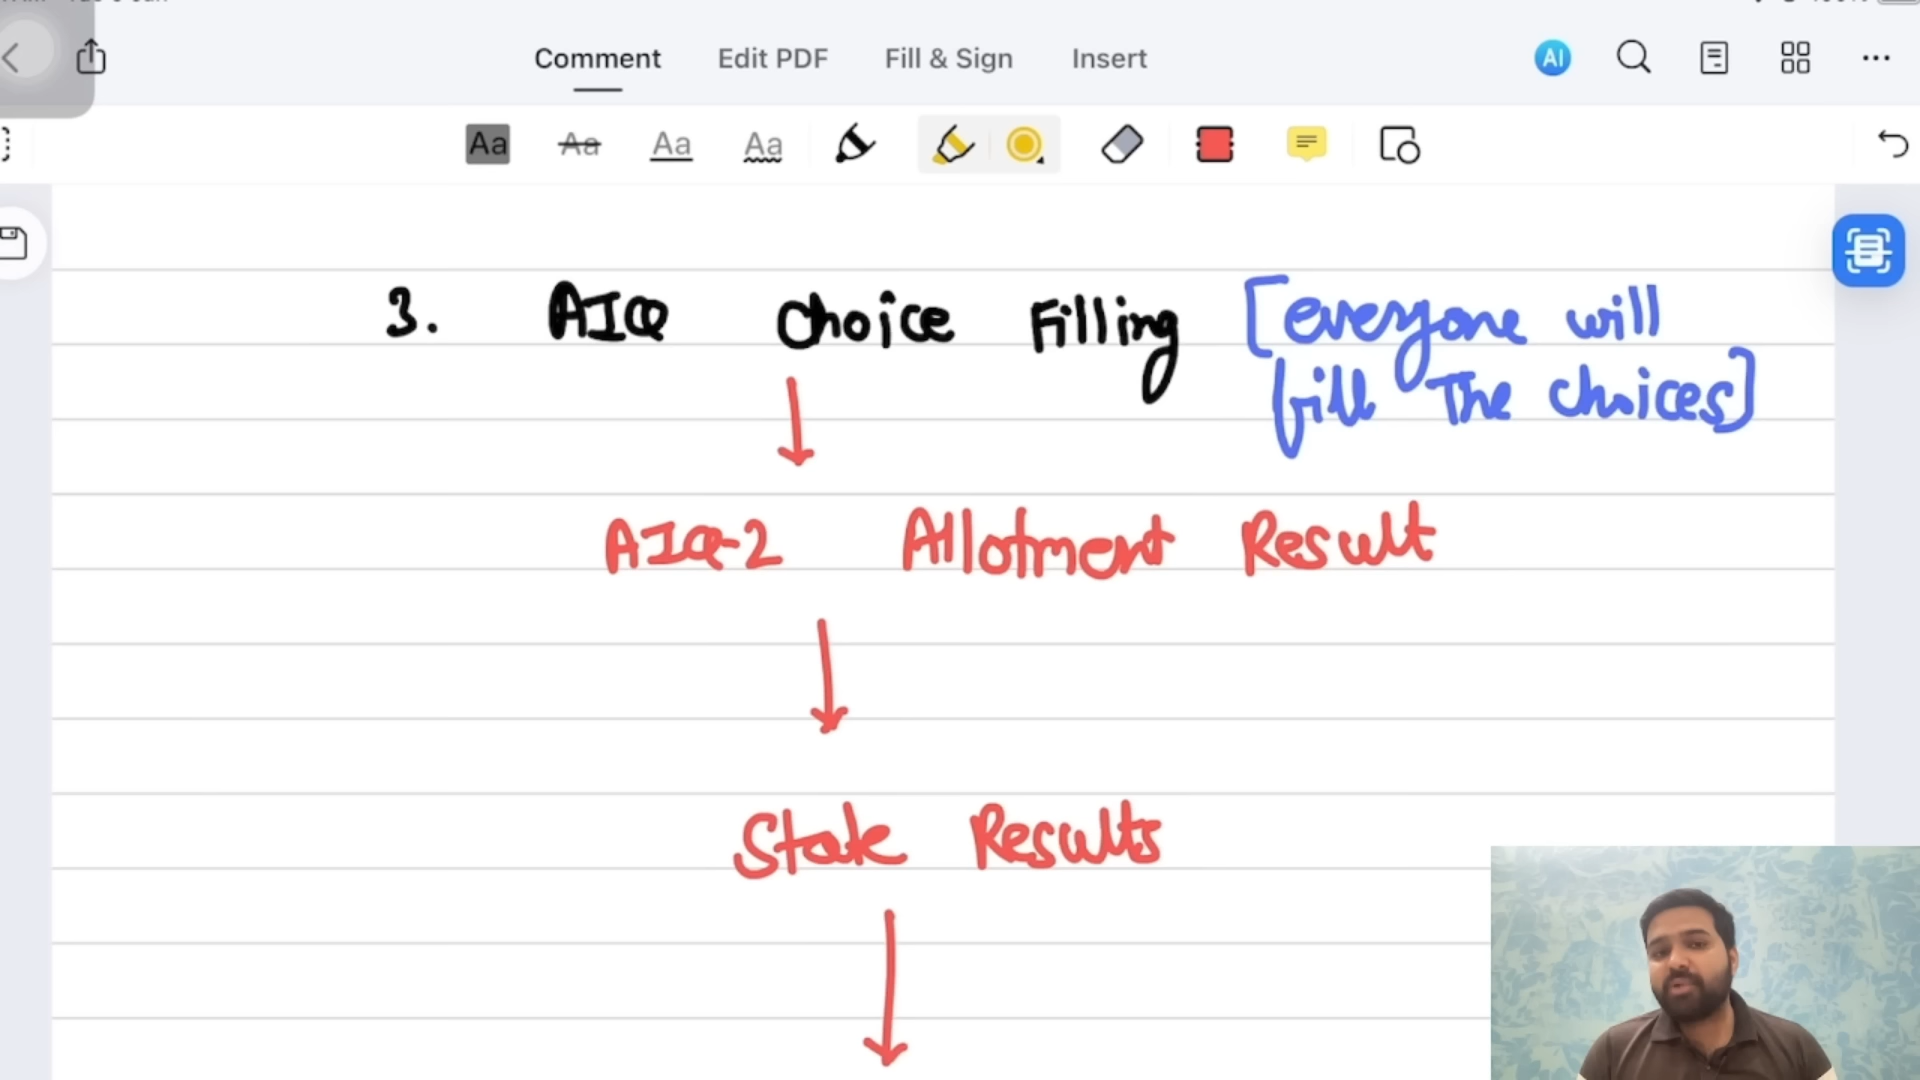 Comment Edit PDF Fill & Sign Insert AI
Aa Aa Aa Aa
3. AIQ Choice Filling [everyone will
fill The choices]
AIQ-2 Allotment Result
State Results